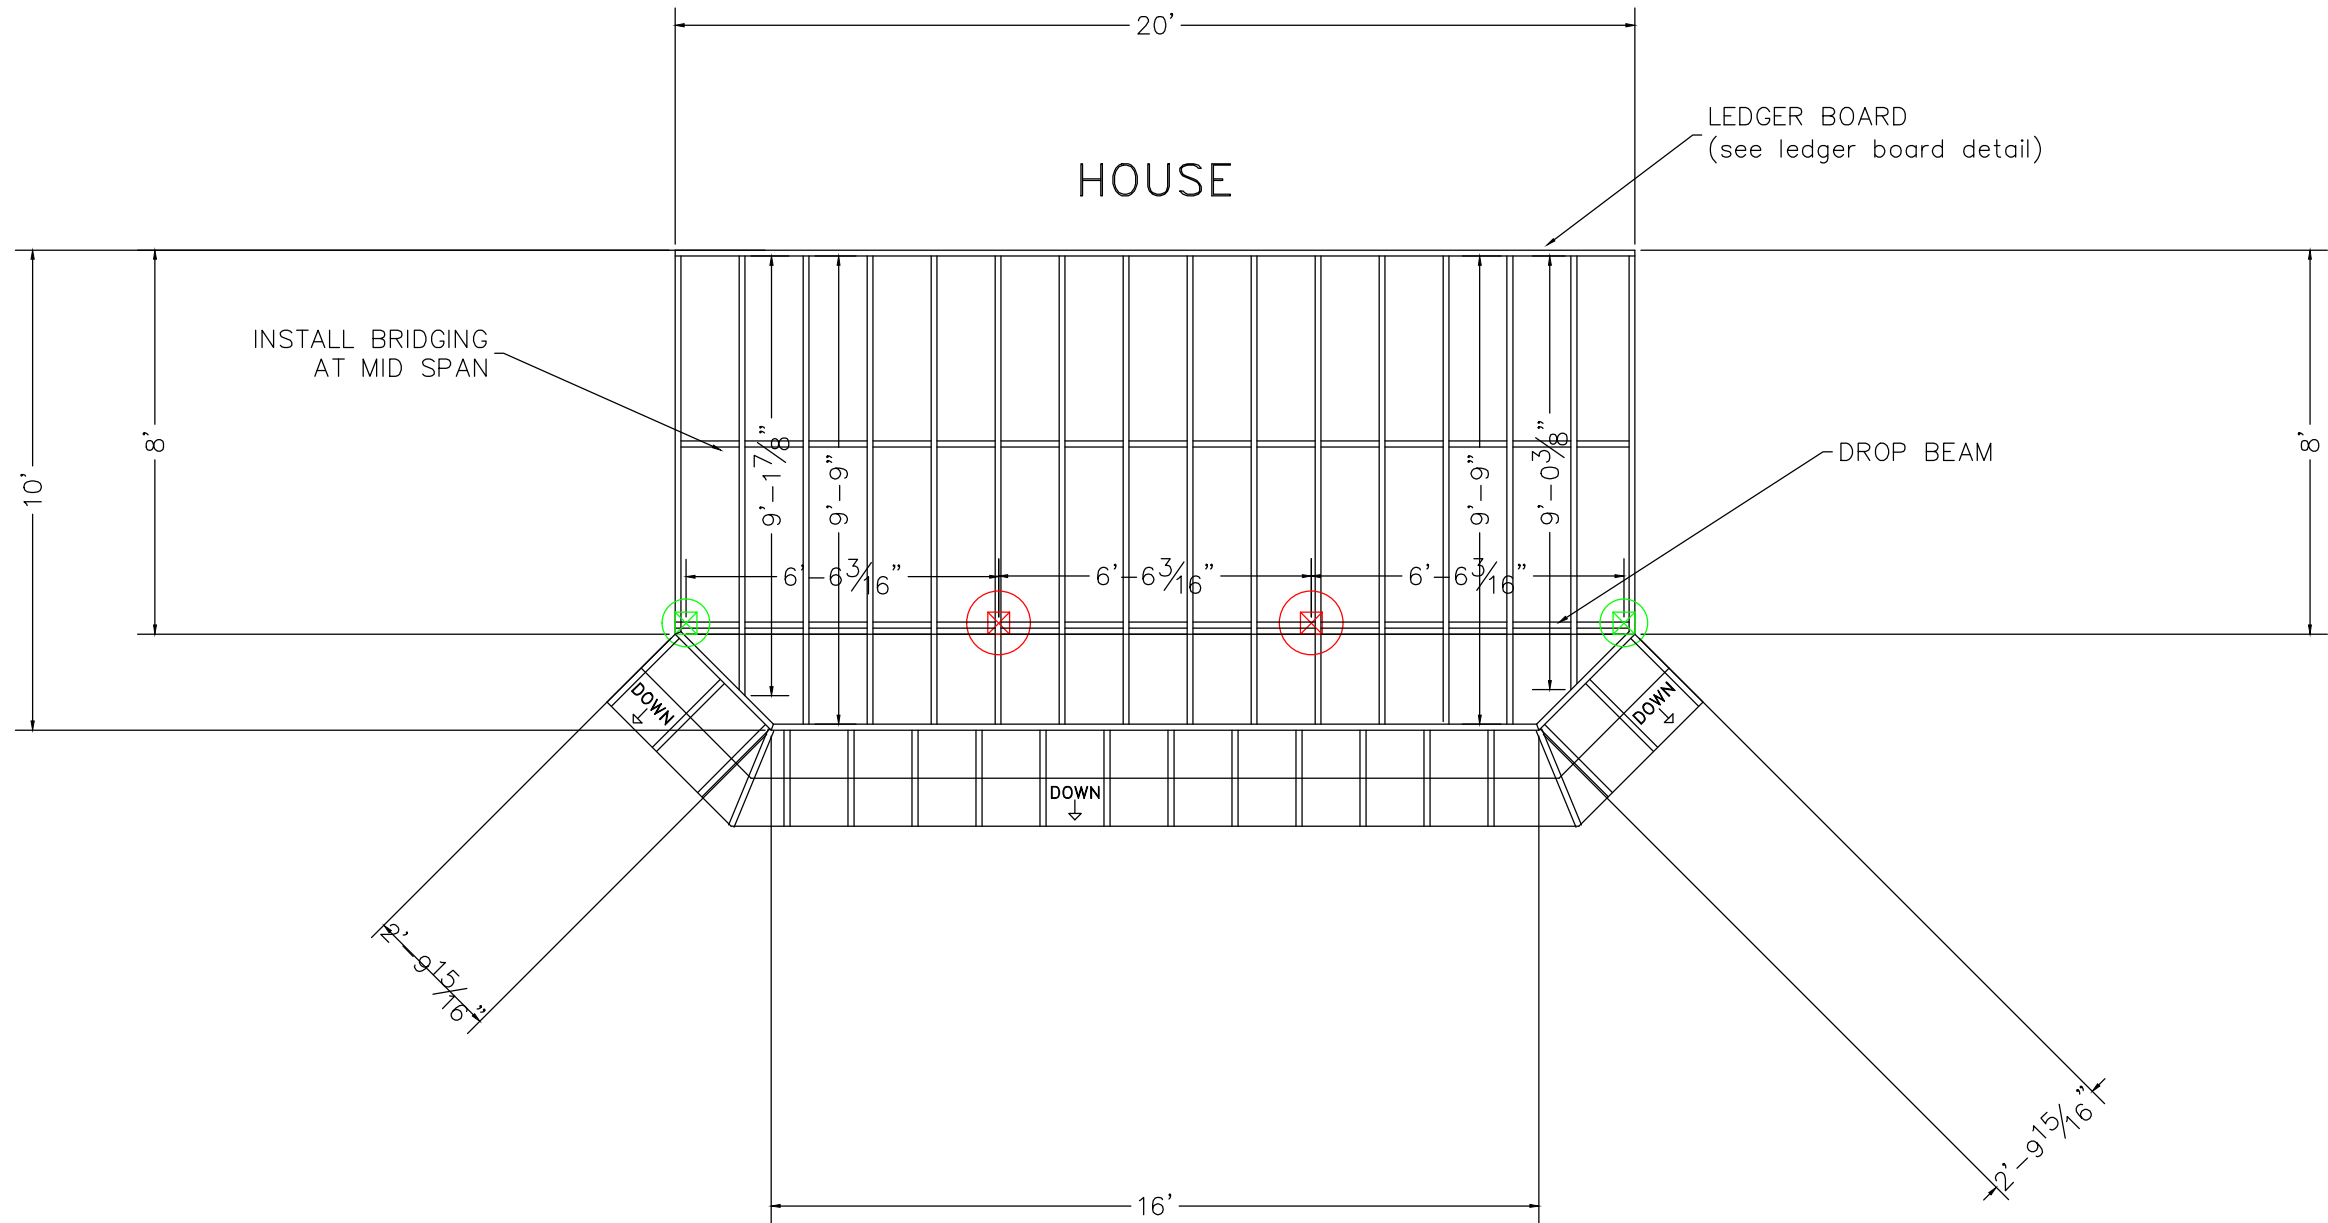 20'
LEDGER BOARD
(see ledger board detail)
HOUSE
INSTALL BRIDGING
AT MID SPAN
10'
8'
9'-1 7/8"
9'-9"
9'-9"
9'-0 3/8"
8'
DROP BEAM
6'-6 3/16"
6'-6 3/16"
6'-6 3/16"
DOWN
DOWN
DOWN
2'-9 15/16"
2'-9 15/16"
16'